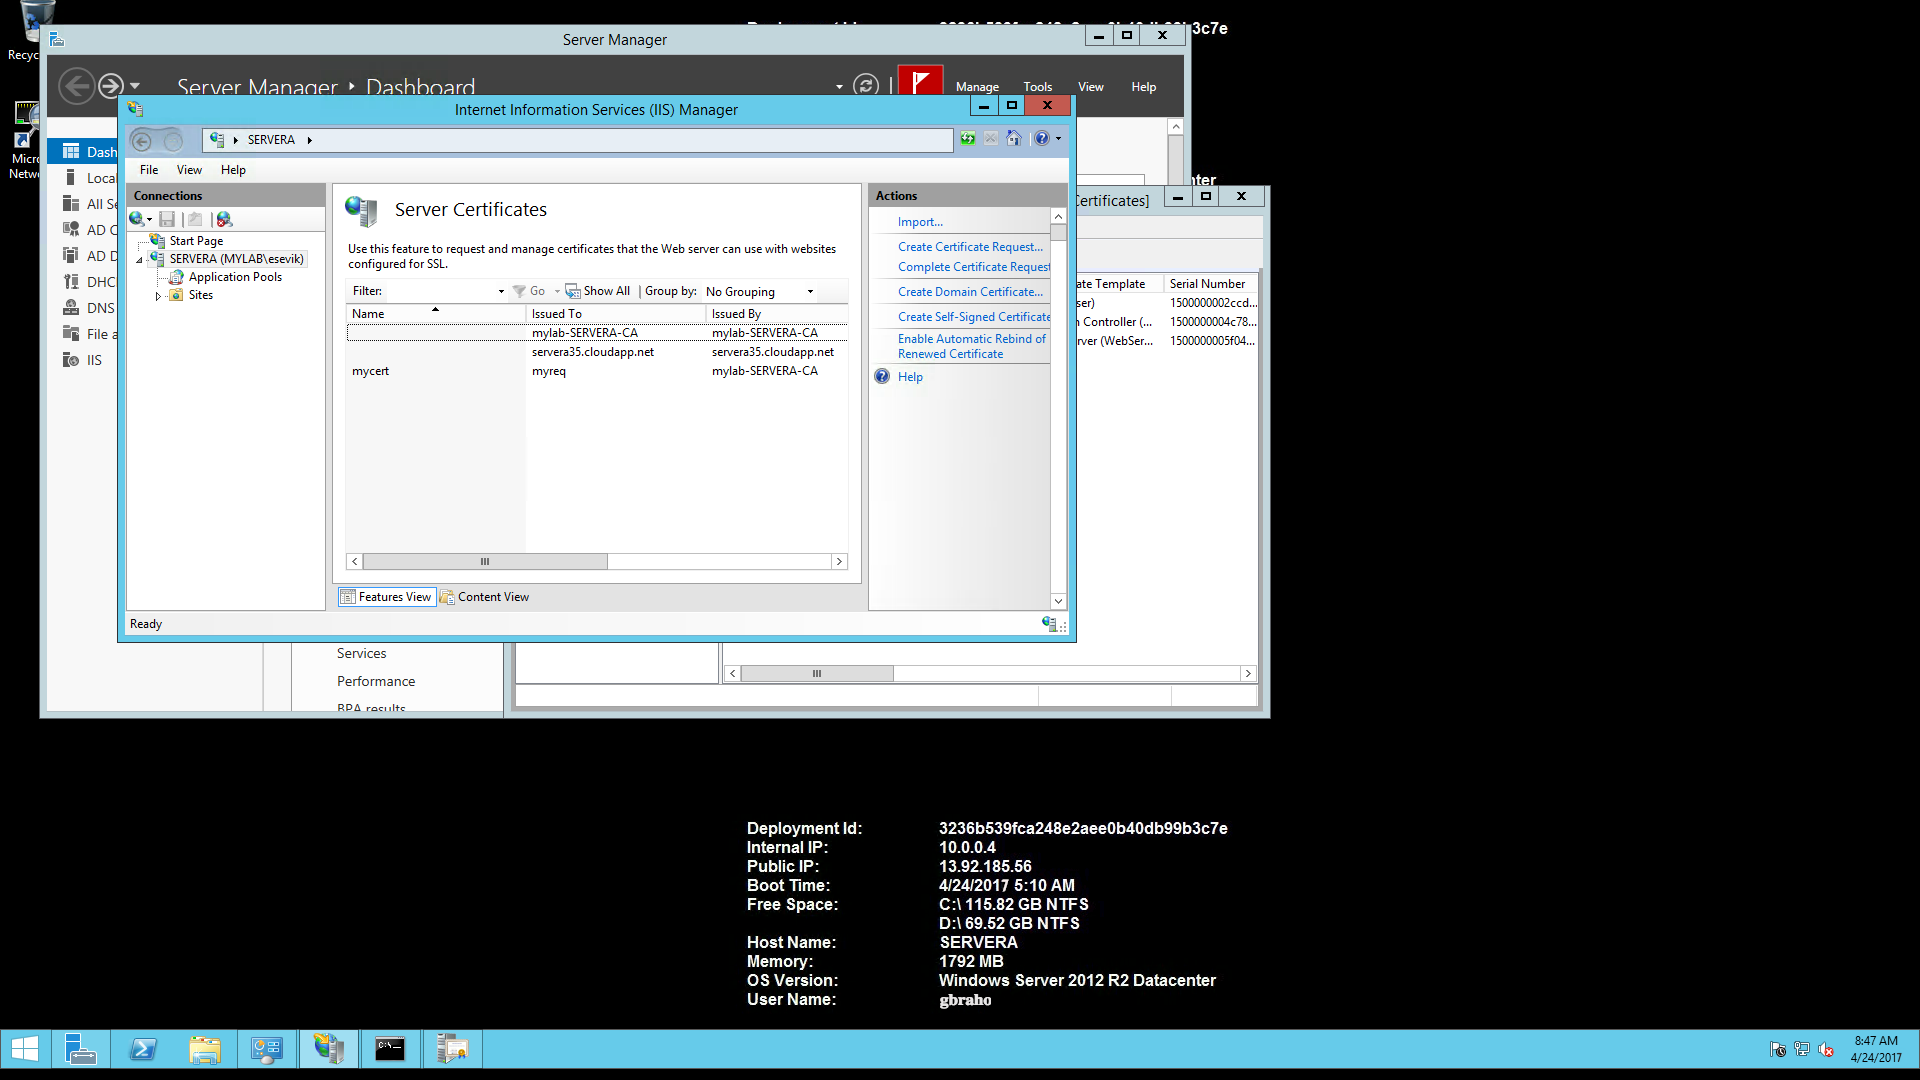 3c7e
Recyc
Server Manager
Server Manager ▸ Dashboard
Manage
Tools
View
Help
Internet Information Services (IIS) Manager
SERVERA
File
View
Help
Micro
Netw
Dash
Loca
All Se
AD C
AD D
DHC
DNS
File a
IIS
Connections
Start Page
SERVERA (MYLAB\esevik)
Application Pools
Sites
Server Certificates
Use this feature to request and manage certificates that the Web server can use with websites
configured for SSL.
Filter:
Go
Show All
Group by:
No Grouping
Name
Issued To
Issued By
mylab-SERVERA-CA
mylab-SERVERA-CA
servera35.cloudapp.net
servera35.cloudapp.net
mycert
myreq
mylab-SERVERA-CA
Features View
Content View
Ready
Actions
Import...
Create Certificate Request...
Complete Certificate Request
Create Domain Certificate...
Create Self-Signed Certificate
Enable Automatic Rebind of
Renewed Certificate
Help
nter
Certificates]
ate Template
Serial Number
ser)
1500000002ccd...
n Controller (...
1500000004c78...
rver (WebSer...
1500000005f04...
Services
Performance
BPA results
Deployment Id: 3236b539fca248e2aee0b40db99b3c7e
Internal IP: 10.0.0.4
Public IP: 13.92.185.56
Boot Time: 4/24/2017 5:10 AM
Free Space: C:\ 115.82 GB NTFS
D:\ 69.52 GB NTFS
Host Name: SERVERA
Memory: 1792 MB
OS Version: Windows Server 2012 R2 Datacenter
User Name: gbraho
8:47 AM
4/24/2017